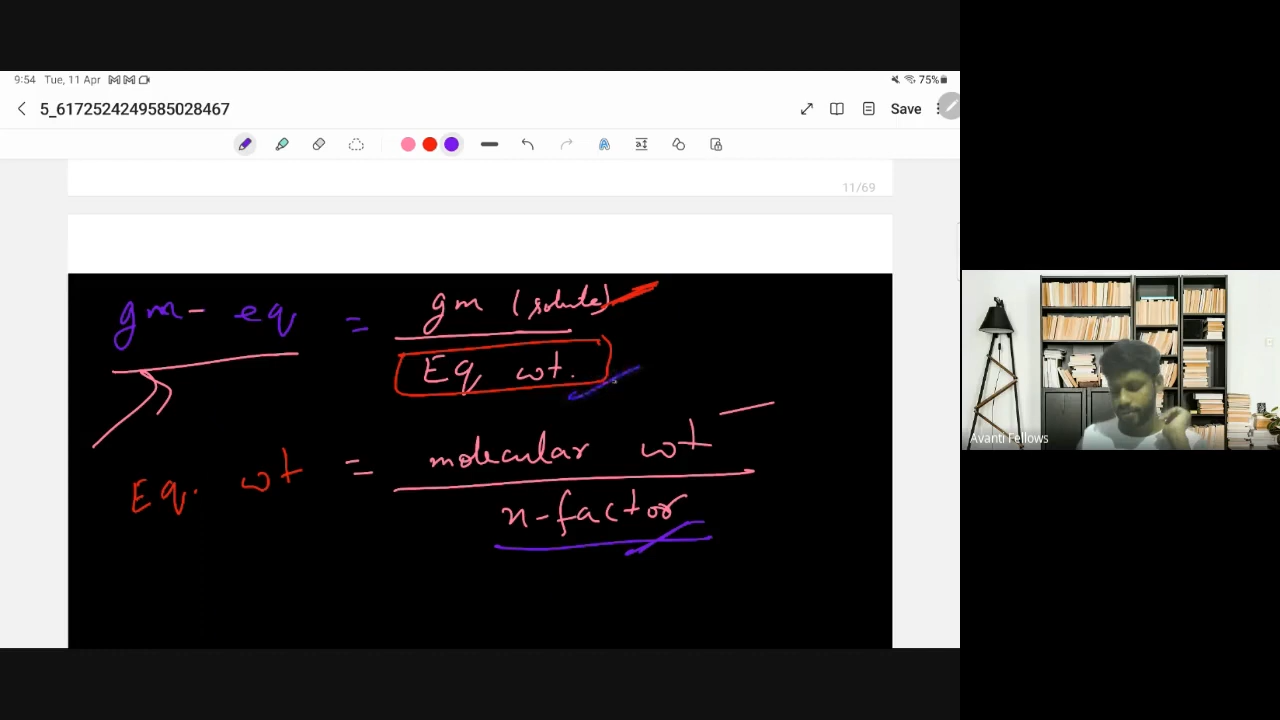 9:54 Tue, 11 Apr 75%
5_6172524249585028467 Save
11/69
gm - eq = gm (solute)
Eq. wt.
Eq. wt = molecular wt
n-factor
Avanti Fellows